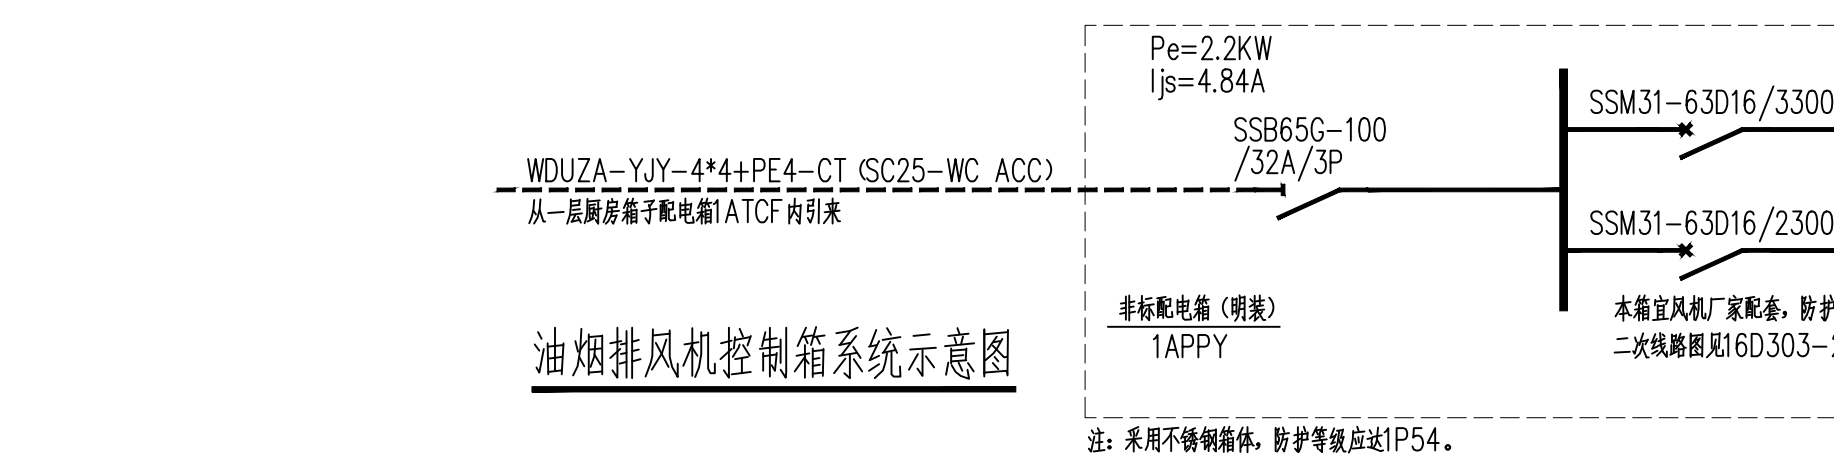 Pe=2.2KW
Ijs=4.84A
SSB65G-100
/32A/3P
SSM31-63D16/3300
WDUZA-YJY-4*4+PE4-CT (SC25-WC ACC)
从一层厨房箱子配电箱1ATCF内引来
SSM31-63D16/2300
非标配电箱（明装）
1APPY
本箱宜风机厂家配套，防护
二次线路图见16D303-2
油烟排风机控制箱系统示意图
注：采用不锈钢箱体，防护等级应达1P54。